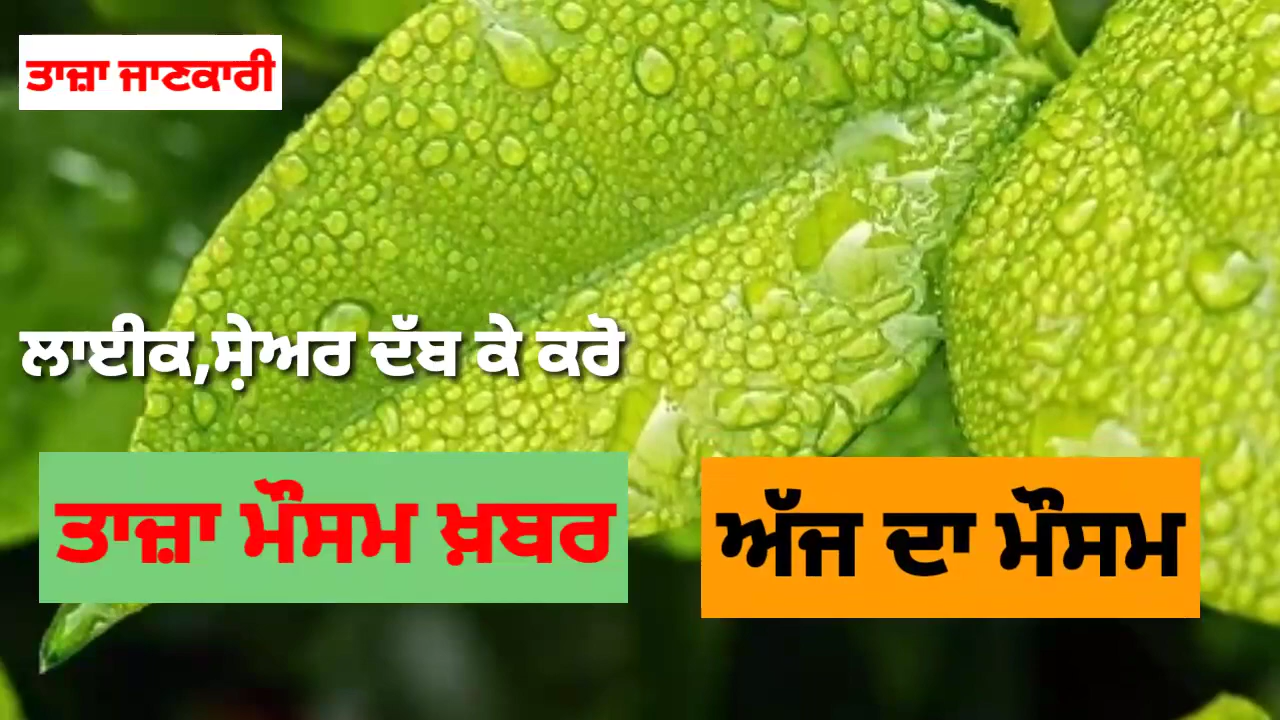 ਤਾਜ਼ਾ ਜਾਣਕਾਰੀ
ਲਾਈਕ,ਸ਼ੇਅਰ ਦੱਬ ਕੇ ਕਰੋ
ਤਾਜ਼ਾ ਮੌਸਮ ਖ਼ਬਰ
ਅੱਜ ਦਾ ਮੌਸਮ